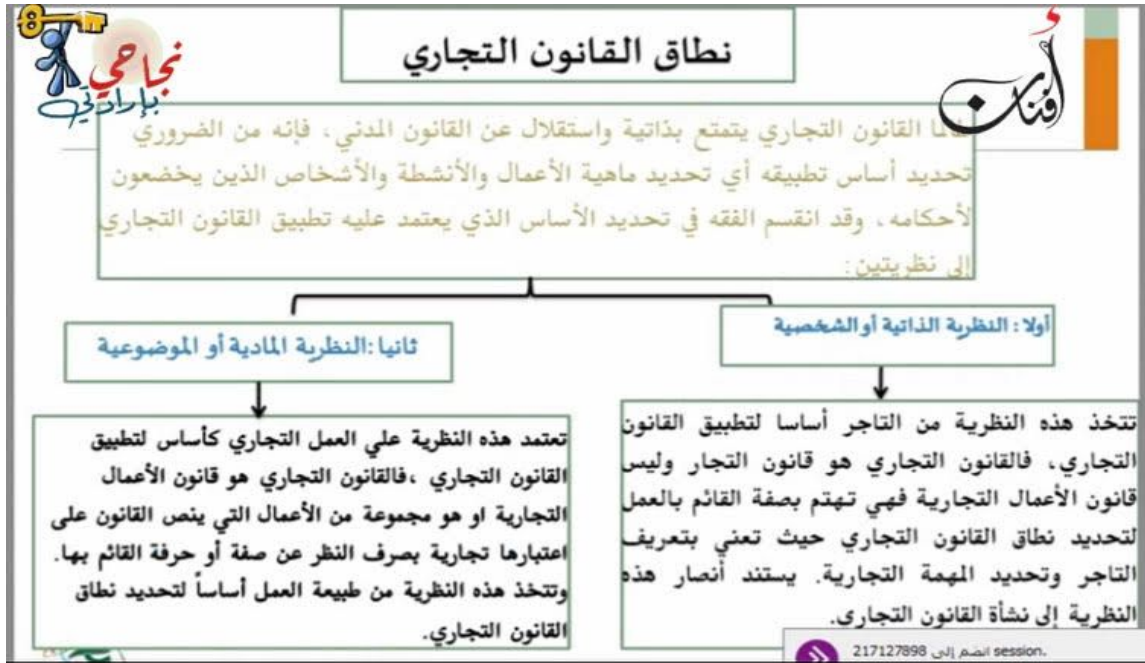 نطاق القانون التجاري
نجاحي
بإرادتي
أفنان
القانون التجاري يتمتع بذاتية واستقلال عن القانون المدني، فإنه من الضروري
تحديد أساس تطبيقه أي تحديد ماهية الأعمال والأنشطة والأشخاص الذين يخضعون
لأحكامه، وقد انقسم الفقه في تحديد الأساس الذي يعتمد عليه تطبيق القانون التجاري
إلى نظريتين:
أولا: النظرية الذاتية أو الشخصية
تتخذ هذه النظرية من التاجر أساسا لتطبيق القانون
التجاري، فالقانون التجاري هو قانون التجار وليس
قانون الأعمال التجارية فهي تهتم بصفة القائم بالعمل
لتحديد نطاق القانون التجاري حيث تعني بتعريف
التاجر وتحديد المهمة التجارية. يستند أنصار هذه
النظرية إلى نشأة القانون التجاري.
ثانيا :النظرية المادية أو الموضوعية
تعتمد هذه النظرية علي العمل التجاري كأساس لتطبيق
القانون التجاري ،فالقانون التجاري هو قانون الأعمال
التجارية او هو مجموعة من الأعمال التي ينص القانون على
اعتبارها تجارية بصرف النظر عن صفة أو حرفة القائم بها.
وتتخذ هذه النظرية من طبيعة العمل أساساً لتحديد نطاق
القانون التجاري.
217127898 انضم إلى session.